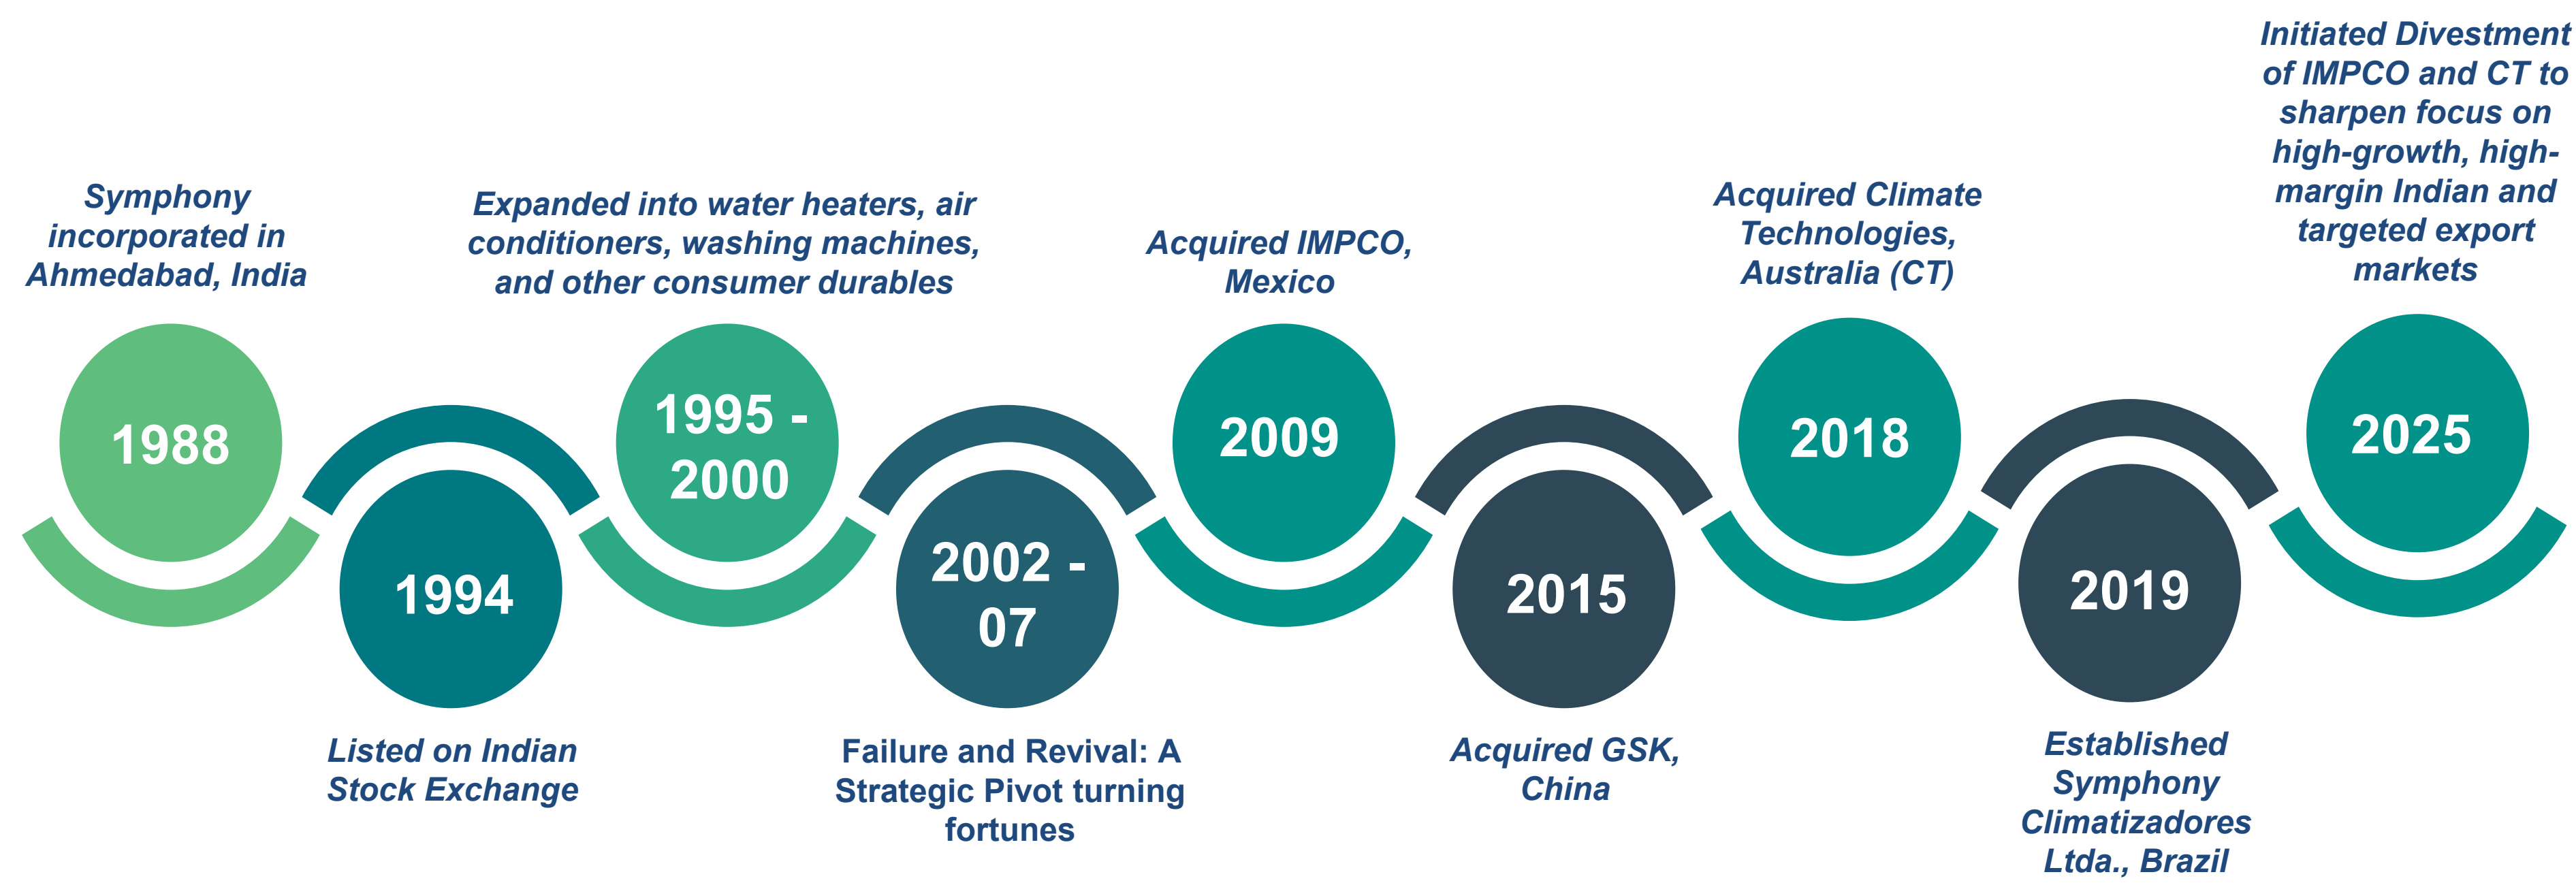 Symphony
incorporated in
Ahmedabad, India
1988
1994
Listed on Indian
Stock Exchange
Expanded into water heaters, air
conditioners, washing machines,
and other consumer durables
1995 -
2000
2002 -
07
Failure and Revival: A
Strategic Pivot turning
fortunes
Acquired IMPCO,
Mexico
2009
2015
Acquired GSK,
China
Acquired Climate
Technologies,
Australia (CT)
2018
2019
Established
Symphony
Climatizadores
Ltda., Brazil
Initiated Divestment
of IMPCO and CT to
sharpen focus on
high-growth, high-
margin Indian and
targeted export
markets
2025